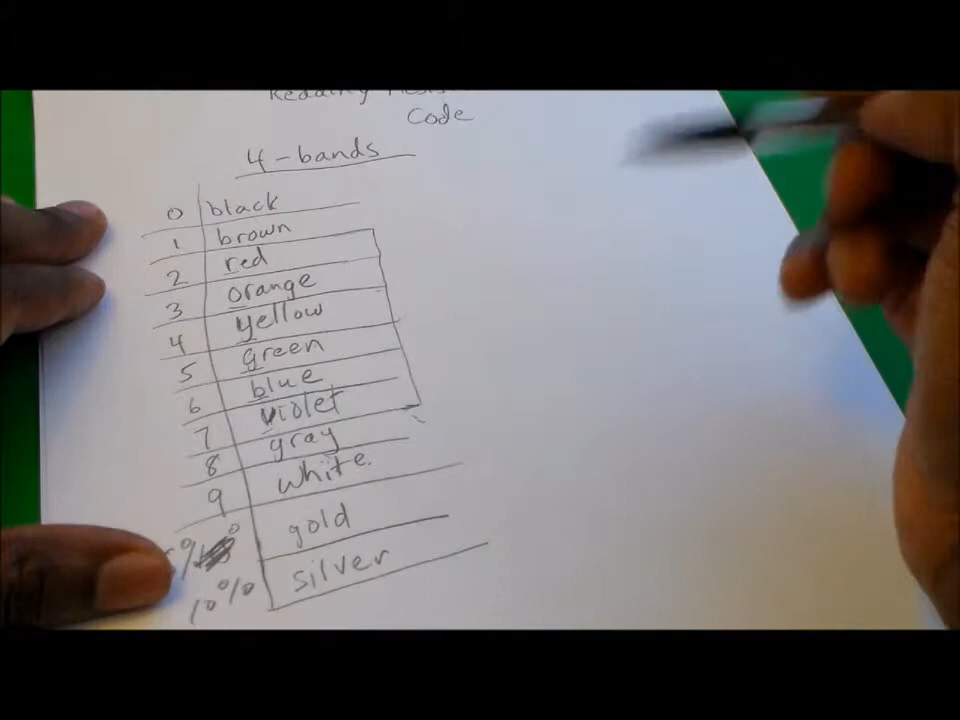 Reading
Code
4-bands
0 black
1 brown
2 red
3 orange
4 yellow
5 green
6 blue
7 violet
8 gray
9 white.
% gold
10% silver